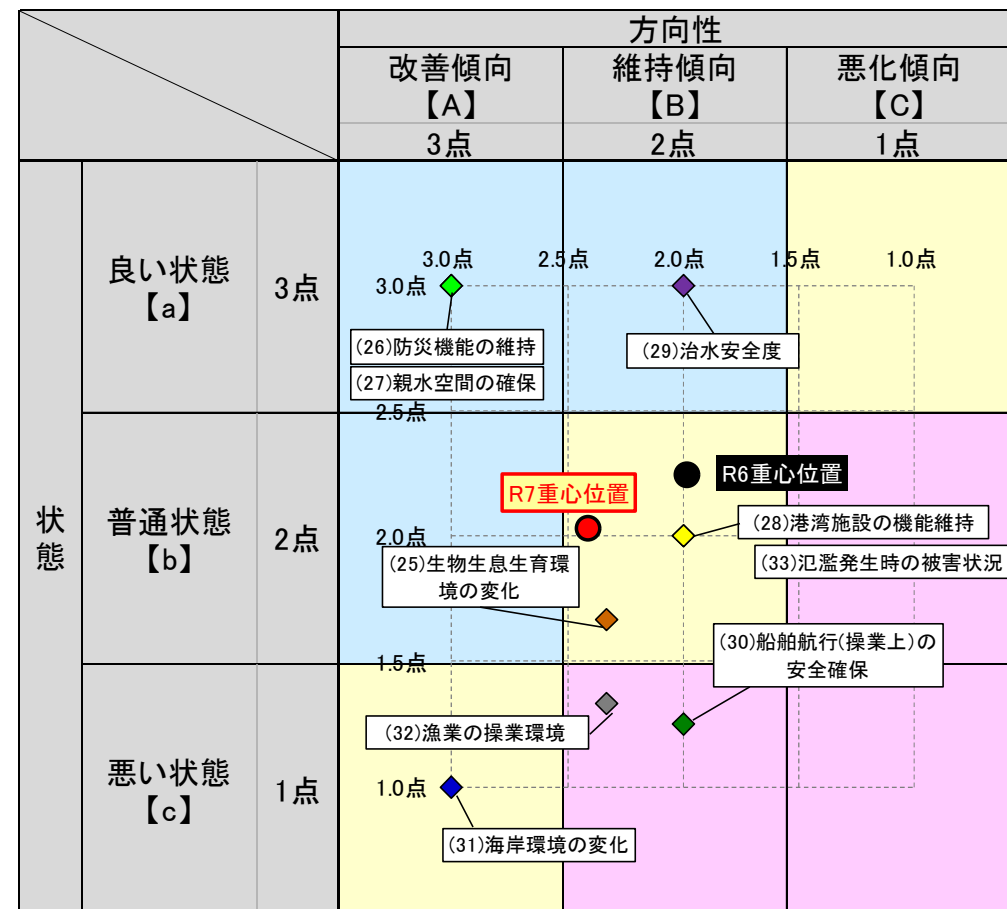 方向性
改善傾向
【A】
維持傾向
【B】
悪化傾向
【C】
3点
2点
1点
状態
良い状態
【a】
3点
3.0点
2.5点
2.0点
1.5点
1.0点
3.0点
(26)防災機能の維持
(27)親水空間の確保
(29)治水安全度
2.5点
普通状態
【b】
2点
R7重心位置
R6重心位置
2.0点
(28)港湾施設の機能維持
(33)氾濫発生時の被害状況
(25)生物生息生育環
境の変化
(30)船舶航行(操業上)の
安全確保
1.5点
悪い状態
【c】
1点
(32)漁業の操業環境
1.0点
(31)海岸環境の変化